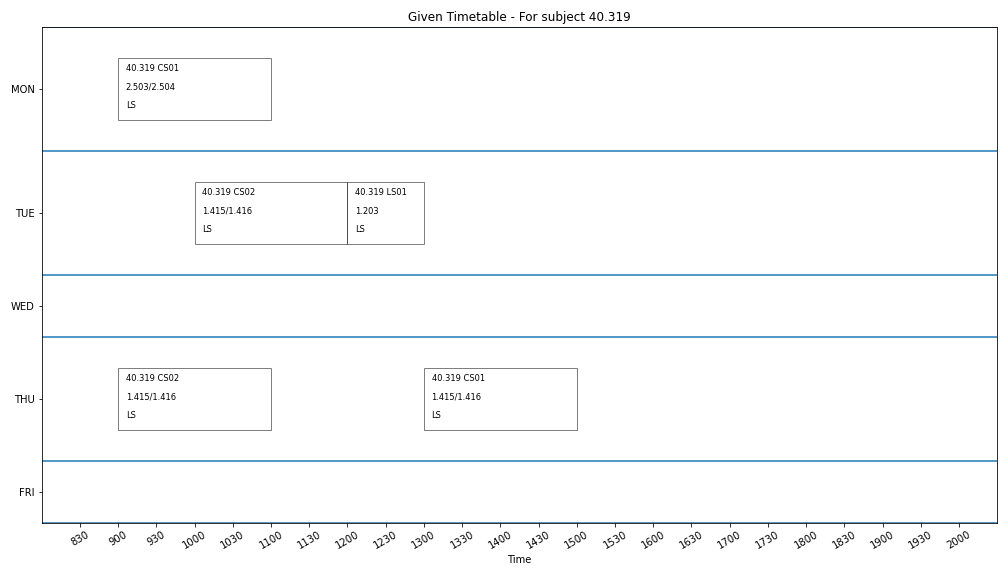 Given Timetable - For subject 40.319
MON
40.319 CS01
2.503/2.504
LS
TUE
40.319 CS02
1.415/1.416
LS
40.319 LS01
1.203
LS
WED
THU
40.319 CS02
1.415/1.416
LS
40.319 CS01
1.415/1.416
LS
FRI
830 900 930 1000 1030 1100 1130 1200 1230 1300 1330 1400 1430 1500 1530 1600 1630 1700 1730 1800 1830 1900 1930 2000
Time